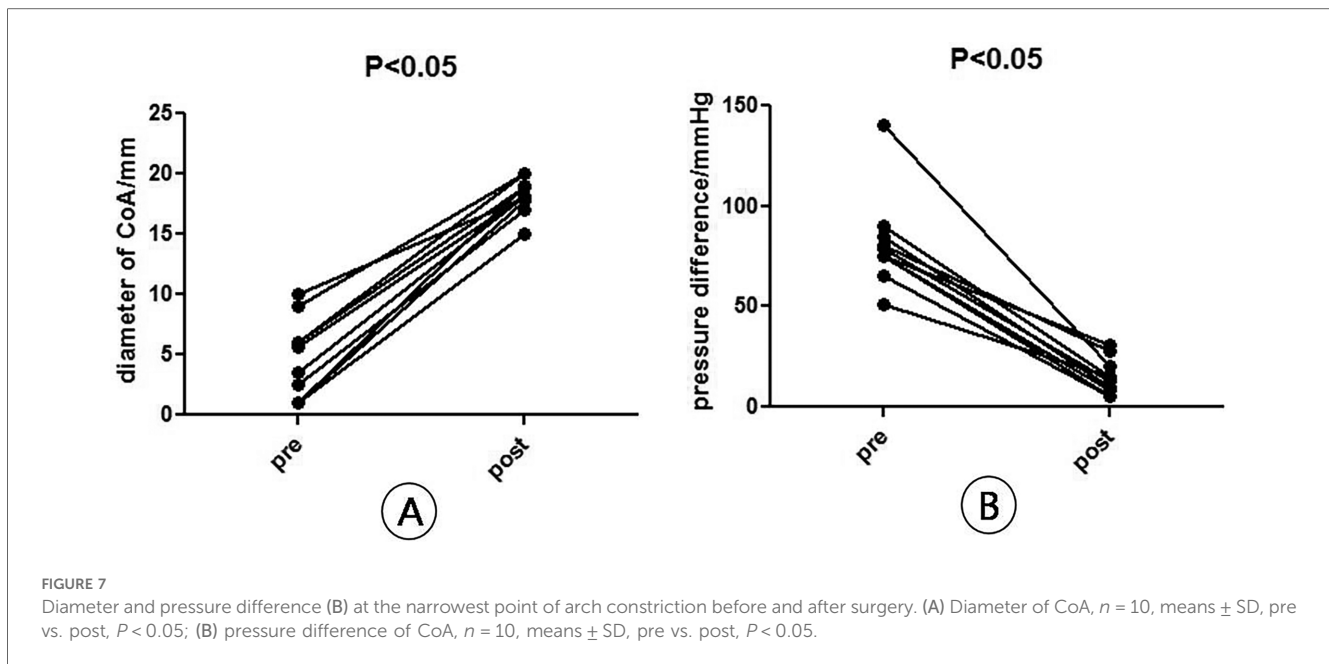 P<0.05
25
20
15
10
5
0
diameter of CoA/mm
pre
post
A
P<0.05
150
100
50
0
pressure difference/mmHg
pre
post
B
FIGURE 7
Diameter and pressure difference (B) at the narrowest point of arch constriction before and after surgery. (A) Diameter of CoA, n = 10, means ± SD, pre
vs. post, P < 0.05; (B) pressure difference of CoA, n = 10, means ± SD, pre vs. post, P < 0.05.